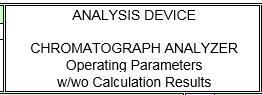 ANALYSIS DEVICE
CHROMATOGRAPH ANALYZER
Operating Parameters
w/wo Calculation Results